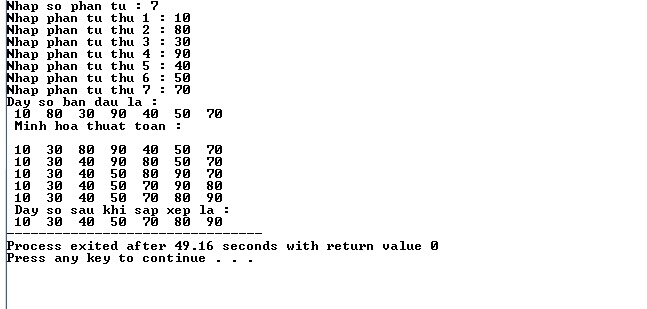 Nhap so phan tu : 7
Nhap phan tu thu 1 : 10
Nhap phan tu thu 2 : 80
Nhap phan tu thu 3 : 30
Nhap phan tu thu 4 : 90
Nhap phan tu thu 5 : 40
Nhap phan tu thu 6 : 50
Nhap phan tu thu 7 : 70
Day so ban dau la :
10 80 30 90 40 50 70
Minh hoa thuat toan :
10 30 80 90 40 50 70
10 30 40 90 80 50 70
10 30 40 50 80 90 70
10 30 40 50 70 90 80
10 30 40 50 70 80 90
Day so sau khi sap xep la :
10 30 40 50 70 80 90
--------------------------------
Process exited after 49.16 seconds with return value 0
Press any key to continue . . .